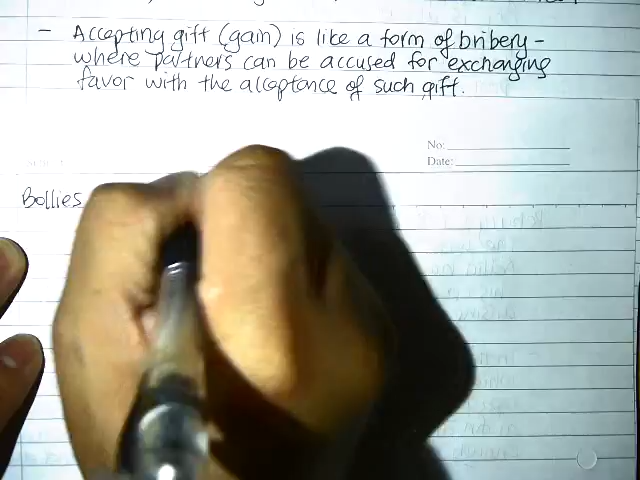 - Accepting gift (gain) is like a form of bribery -
where partners can be accused for exchanging
favor with the acceptance of such gift.
No:
Date:
Bollies